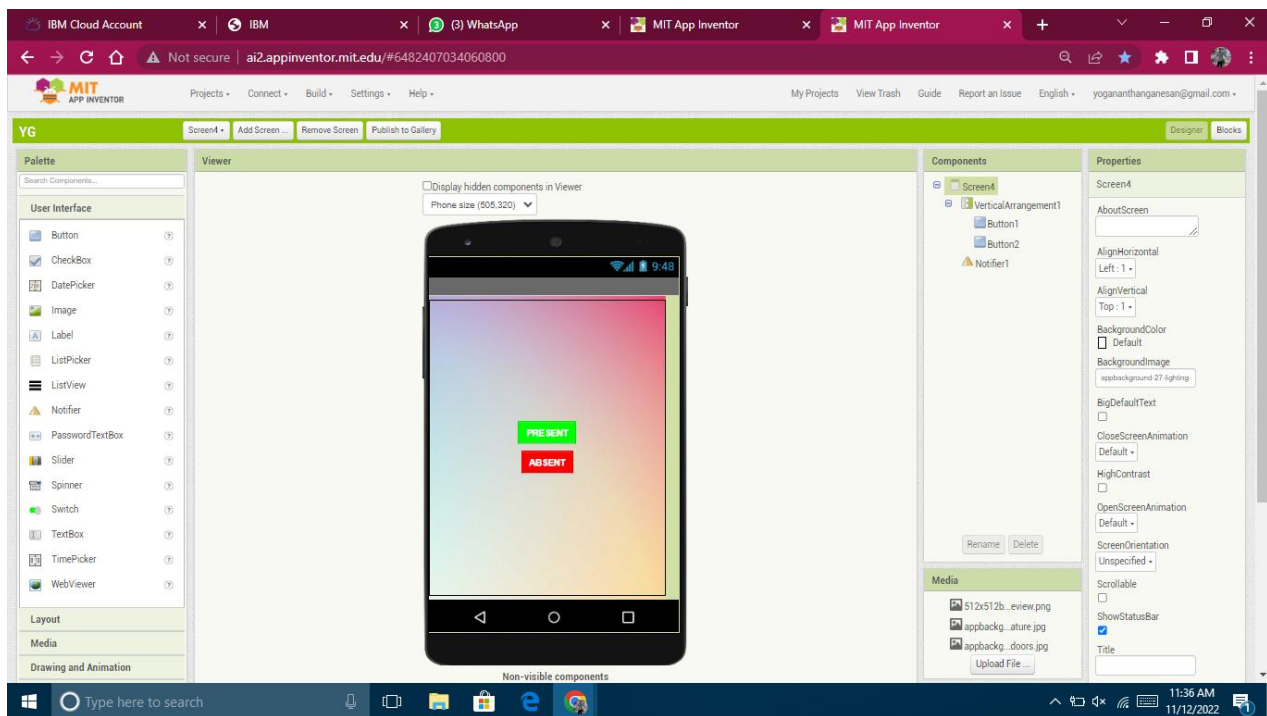 IBM Cloud Account
IBM
(3) WhatsApp
MIT App Inventor
MIT App Inventor
Not secure | ai2.appinventor.mit.edu/#6482407034060800
MIT
APP INVENTOR
Projects
Connect
Build
Settings
Help
My Projects
View Trash
Guide
Report an Issue
English
yogananthanganesan@gmail.com
YG
Screen4
Add Screen ...
Remove Screen
Publish to Gallery
Designer
Blocks
Palette
Search Components...
User Interface
Button
CheckBox
DatePicker
Image
Label
ListPicker
ListView
Notifier
PasswordTextBox
Slider
Spinner
Switch
TextBox
TimePicker
WebViewer
Layout
Media
Drawing and Animation
Viewer
Display hidden components in Viewer
Phone size (505,320)
9:48
PRESENT
ABSENT
Non-visible components
Components
Screen4
VerticalArrangement1
Button1
Button2
Notifier1
Rename
Delete
Media
512x512b...eview.png
appbackg...ature.jpg
appbackg...doors.jpg
Upload File ...
Properties
Screen4
AboutScreen
AlignHorizontal
Left : 1
AlignVertical
Top : 1
BackgroundColor
Default
BackgroundImage
appbackground-27-lighting-
BigDefaultText
CloseScreenAnimation
Default
HighContrast
OpenScreenAnimation
Default
ScreenOrientation
Unspecified
Scrollable
ShowStatusBar
Title
Type here to search
11:36 AM
11/12/2022